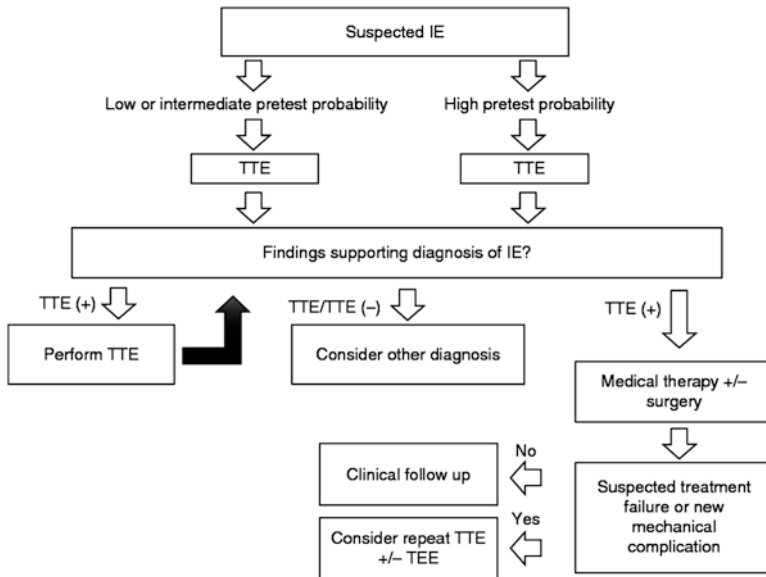 Suspected IE
Low or intermediate pretest probability
High pretest probability
TTE
TTE
Findings supporting diagnosis of IE?
TTE (+)
TTE/TTE (–)
TTE (+)
Perform TTE
Consider other diagnosis
Medical therapy +/–
surgery
No
Clinical follow up
Suspected treatment
failure or new
mechanical
complication
Yes
Consider repeat TTE
+/– TEE